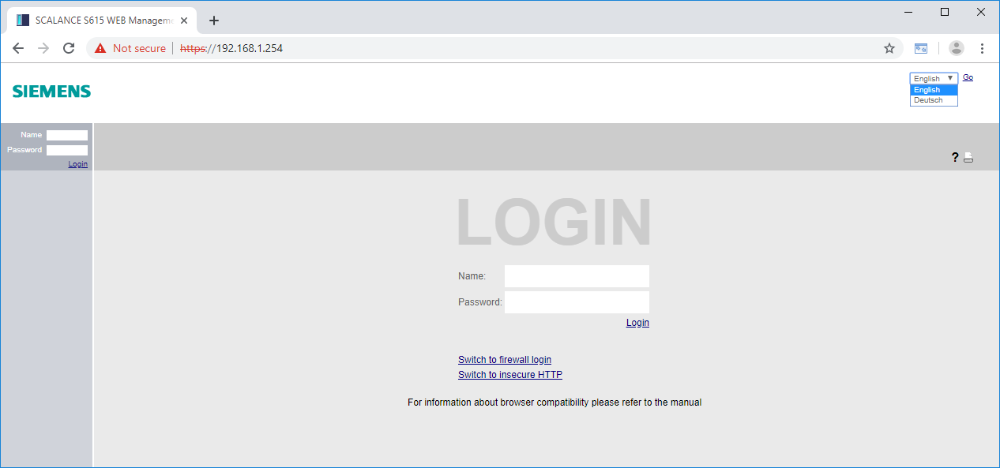 SCALANCE S615 WEB Manageme
Not secure https://192.168.1.254
SIEMENS
English Go
English
Deutsch
Name
Password
Login
?
LOGIN
Name:
Password:
Login
Switch to firewall login
Switch to insecure HTTP
For information about browser compatibility please refer to the manual